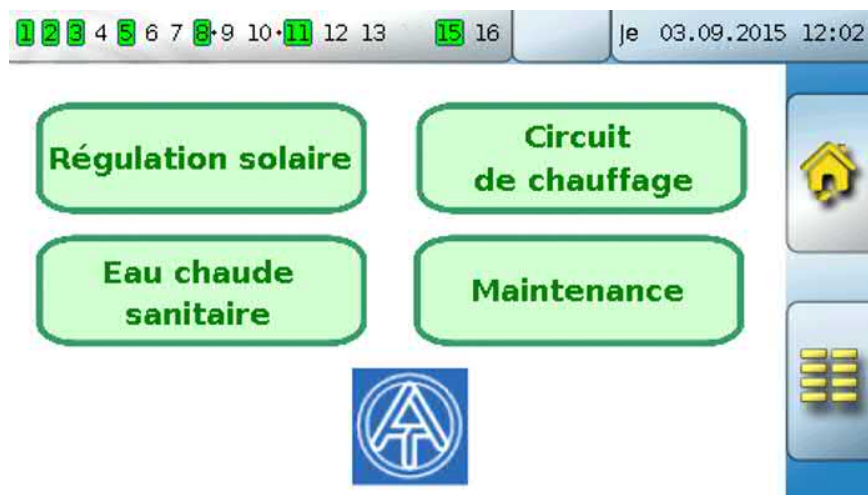 1 2 3 4 5 6 7 8•9 10•11 12 13 15 16 Je 03.09.2015 12:02
Régulation solaire
Circuit
de chauffage
Eau chaude
sanitaire
Maintenance
TA